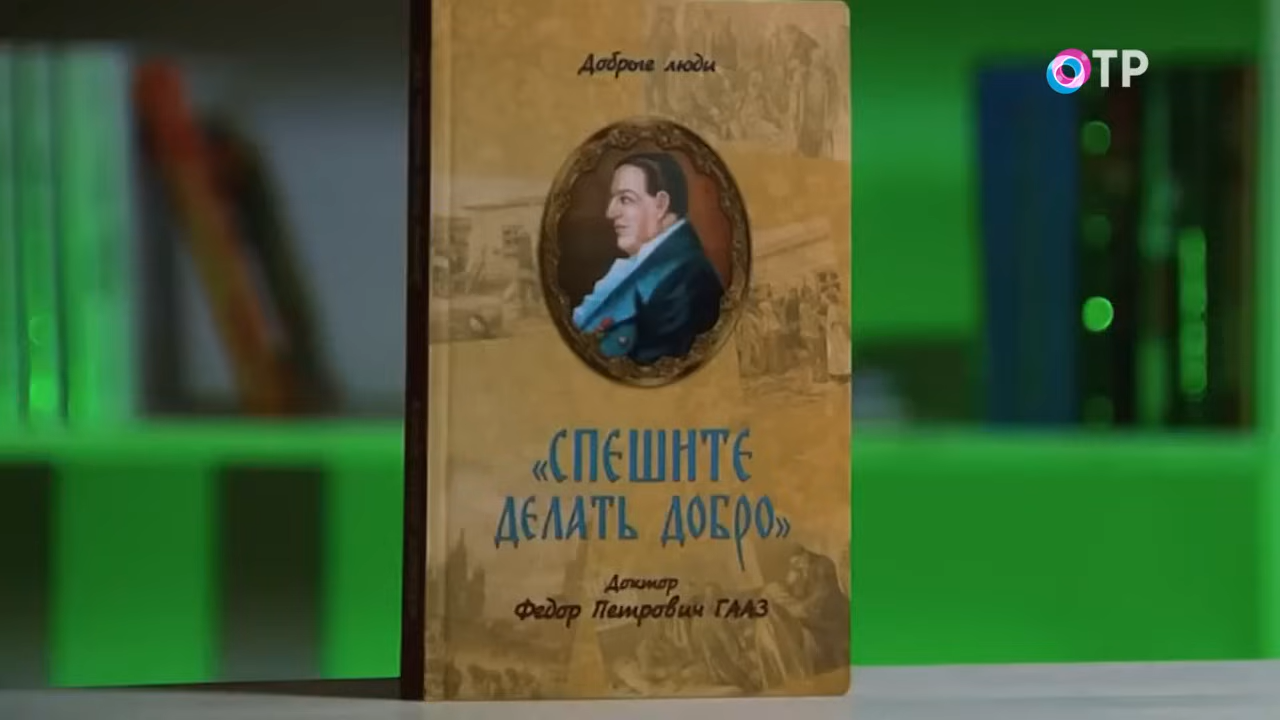 Добрые люди
ОТР
«СПЕШИТЕ
ДЕЛАТЬ ДОБРО»
Доктор
Федор Петрович ГААЗ